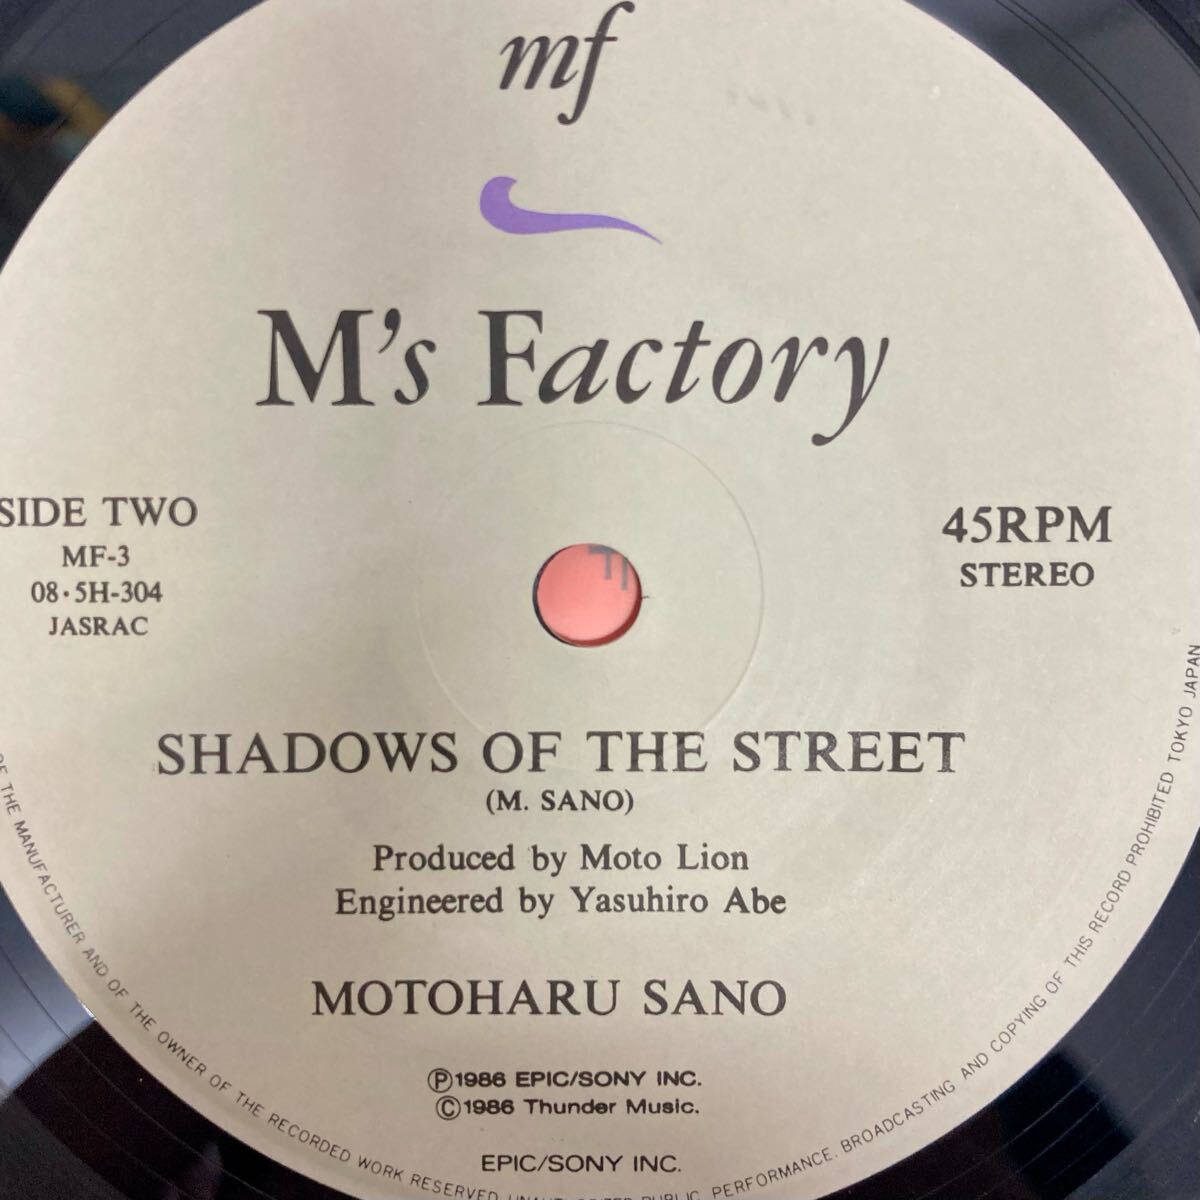 mf
M's Factory
SIDE TWO
MF-3
08・5H-304
JASRAC
45RPM
STEREO
SHADOWS OF THE STREET
(M. SANO)
Produced by Moto Lion
Engineered by Yasuhiro Abe
MOTOHARU SANO
Ⓟ1986 EPIC/SONY INC.
©1986 Thunder Music.
EPIC/SONY INC.
OF THE MANUFACTURER AND OF THE OWNER OF THE RECORDED WORK RESERVED UNAUTHORIZED PUBLIC PERFORMANCE. BROADCASTING AND COPYING OF THIS RECORD PROHIBITED TOKYO JAPAN